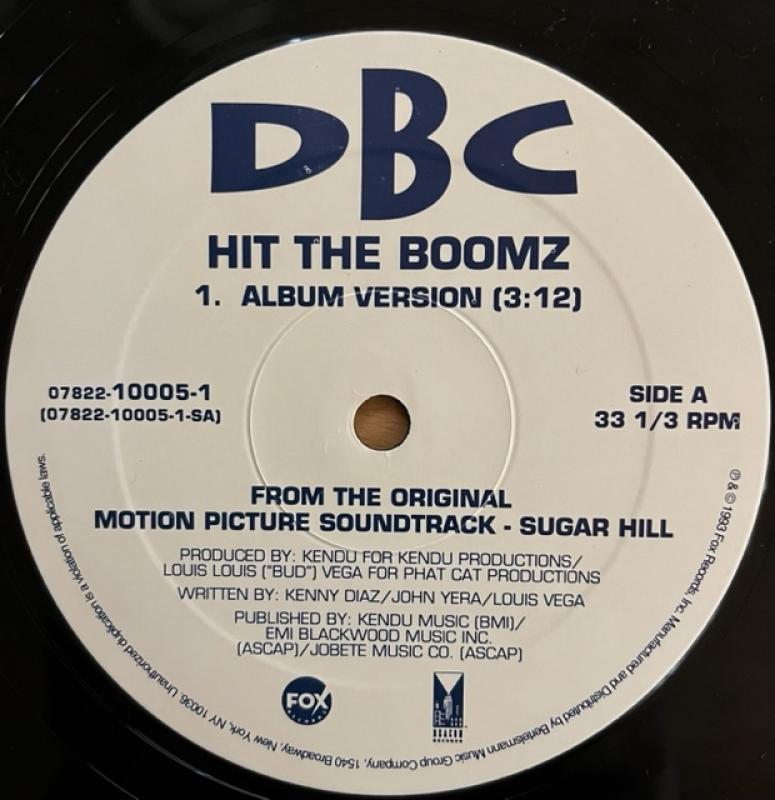 DBC
HIT THE BOOMZ
1. ALBUM VERSION (3:12)
07822-10005-1
(07822-10005-1-SA)
SIDE A
33 1/3 RPM
FROM THE ORIGINAL
MOTION PICTURE SOUNDTRACK - SUGAR HILL
PRODUCED BY: KENDU FOR KENDU PRODUCTIONS/
LOUIS LOUIS ("BUD") VEGA FOR PHAT CAT PRODUCTIONS
WRITTEN BY: KENNY DIAZ/JOHN YERA/LOUIS VEGA
PUBLISHED BY: KENDU MUSIC (BMI)/
EMI BLACKWOOD MUSIC INC.
(ASCAP)/JOBETE MUSIC CO. (ASCAP)
FOX
RECORDS
BEACON
RECORDS
℗ & © 1993 Fox Records, Inc. Manufactured and Distributed by Bertelsmann Music Group Company, 1540 Broadway, New York, NY 10036. Unauthorized duplication is a violation of applicable laws.